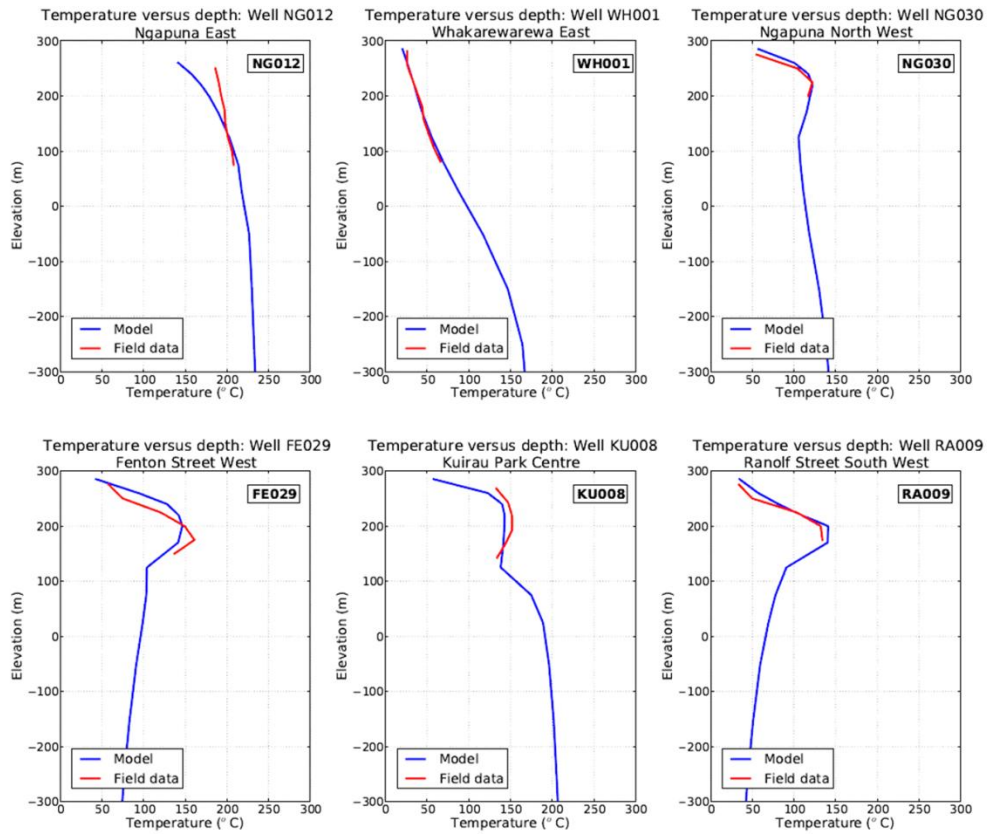 Temperature versus depth: Well NG012
Ngapuna East
300
200
100
0
−100
−200
−300
Elevation (m)
NG012
Model
Field data
0 50 100 150 200 250 300
Temperature (° C)
Temperature versus depth: Well WH001
Whakarewarewa East
300
200
100
0
−100
−200
−300
Elevation (m)
WH001
Model
Field data
0 50 100 150 200 250 300
Temperature (° C)
Temperature versus depth: Well NG030
Ngapuna North West
300
200
100
0
−100
−200
−300
Elevation (m)
NG030
Model
Field data
0 50 100 150 200 250 300
Temperature (° C)
Temperature versus depth: Well FE029
Fenton Street West
300
200
100
0
−100
−200
−300
Elevation (m)
FE029
Model
Field data
0 50 100 150 200 250 300
Temperature (° C)
Temperature versus depth: Well KU008
Kuirau Park Centre
300
200
100
0
−100
−200
−300
Elevation (m)
KU008
Model
Field data
0 50 100 150 200 250 300
Temperature (° C)
Temperature versus depth: Well RA009
Ranolf Street South West
300
200
100
0
−100
−200
−300
Elevation (m)
RA009
Model
Field data
0 50 100 150 200 250 300
Temperature (° C)